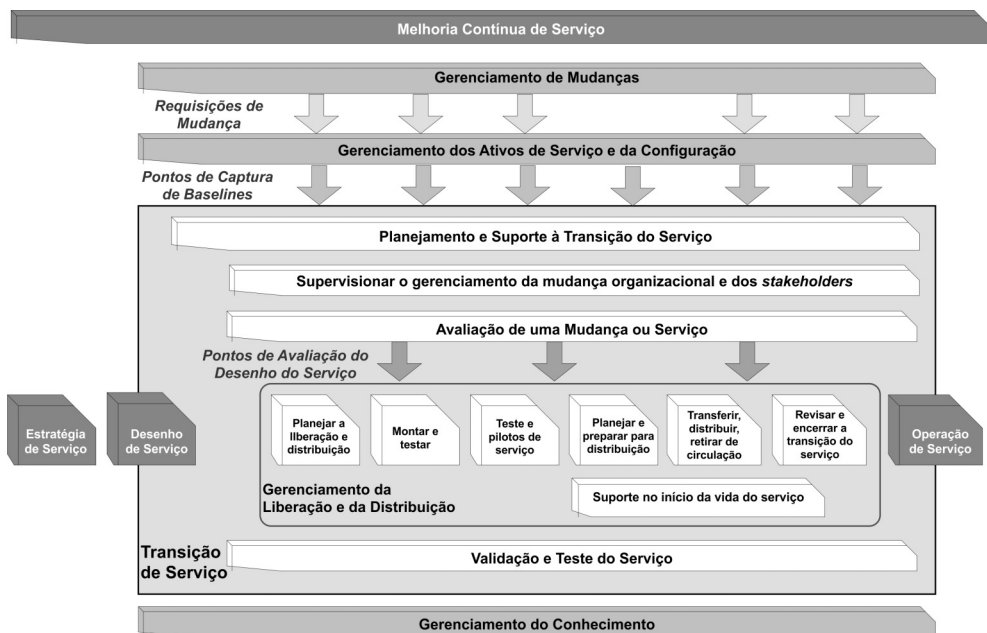 Melhoria Contínua de Serviço
Gerenciamento de Mudanças
Requisições de
Mudança
Gerenciamento dos Ativos de Serviço e da Configuração
Pontos de Captura
de Baselines
Planejamento e Suporte à Transição do Serviço
Supervisionar o gerenciamento da mudança organizacional e dos stakeholders
Avaliação de uma Mudança ou Serviço
Pontos de Avaliação do
Desenho do Serviço
Estratégia
de Serviço
Desenho
de Serviço
Planejar a
lIberação e
distribuição
Montar e
testar
Teste e
pilotos de
serviço
Planejar e
preparar para
distribuição
Transferir,
distribuir,
retirar de
circulação
Revisar e
encerrar a
transição do
serviço
Operação
de Serviço
Gerenciamento da
Liberação e da Distribuição
Suporte no início da vida do serviço
Transição
de Serviço
Validação e Teste do Serviço
Gerenciamento do Conhecimento